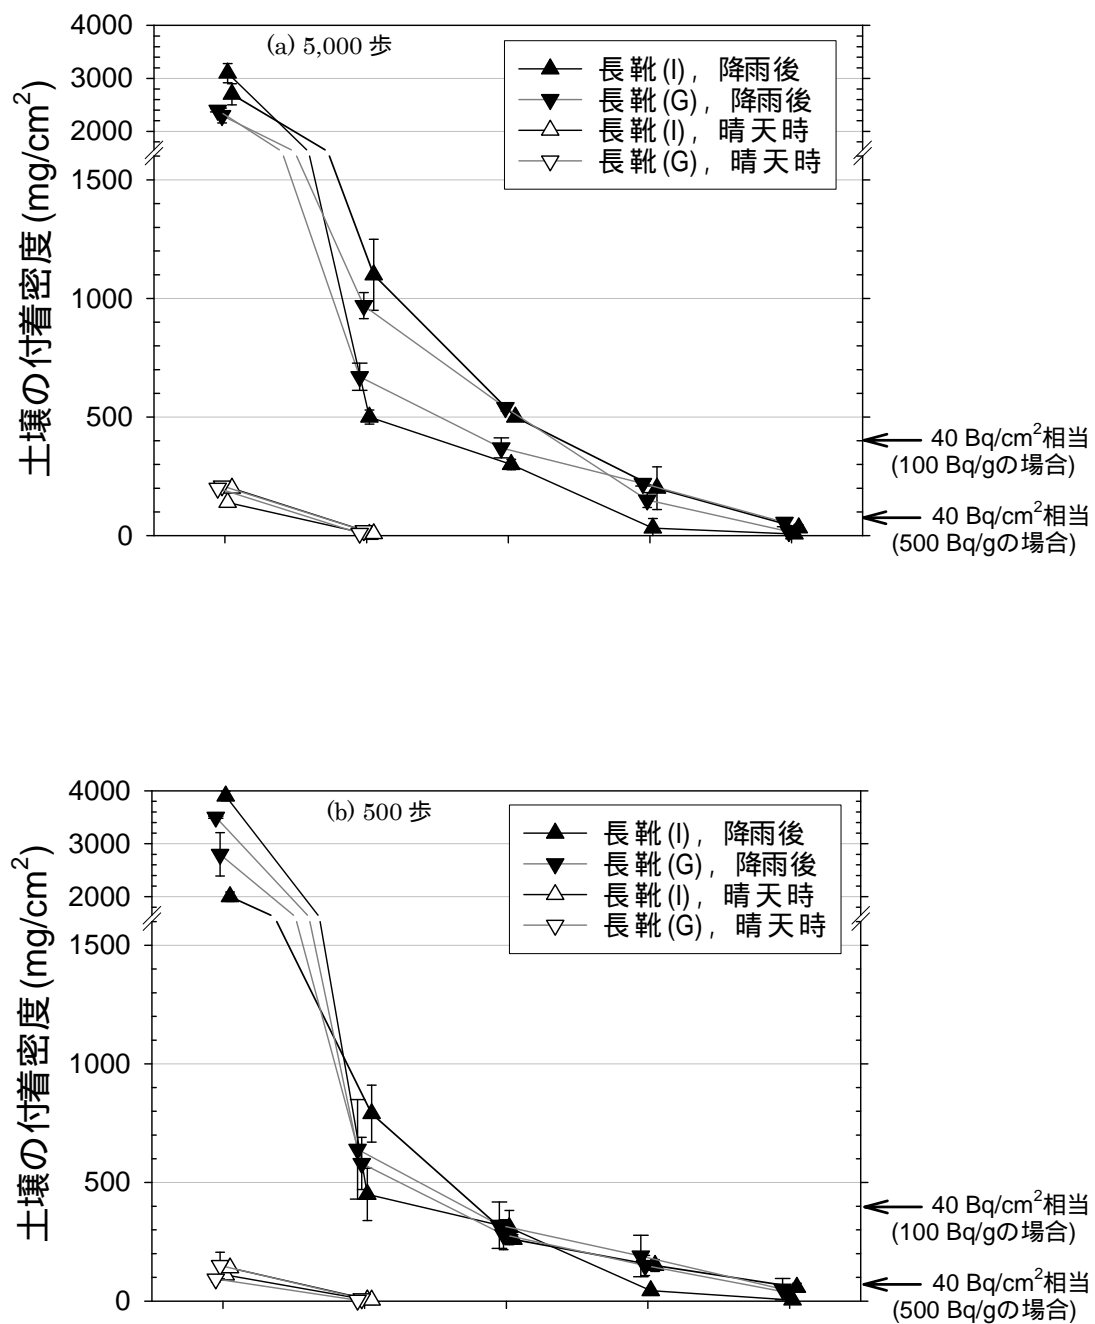 土壌の付着密度 (mg/cm²)
4000
3000
2000
1500
1000
500
0
(a) 5,000 歩
長靴(I), 降雨後
長靴(G), 降雨後
長靴(I), 晴天時
長靴(G), 晴天時
40 Bq/cm²相当
(100 Bq/gの場合)
40 Bq/cm²相当
(500 Bq/gの場合)
土壌の付着密度 (mg/cm²)
4000
3000
2000
1500
1000
500
0
(b) 500 歩
長靴(I), 降雨後
長靴(G), 降雨後
長靴(I), 晴天時
長靴(G), 晴天時
40 Bq/cm²相当
(100 Bq/gの場合)
40 Bq/cm²相当
(500 Bq/gの場合)